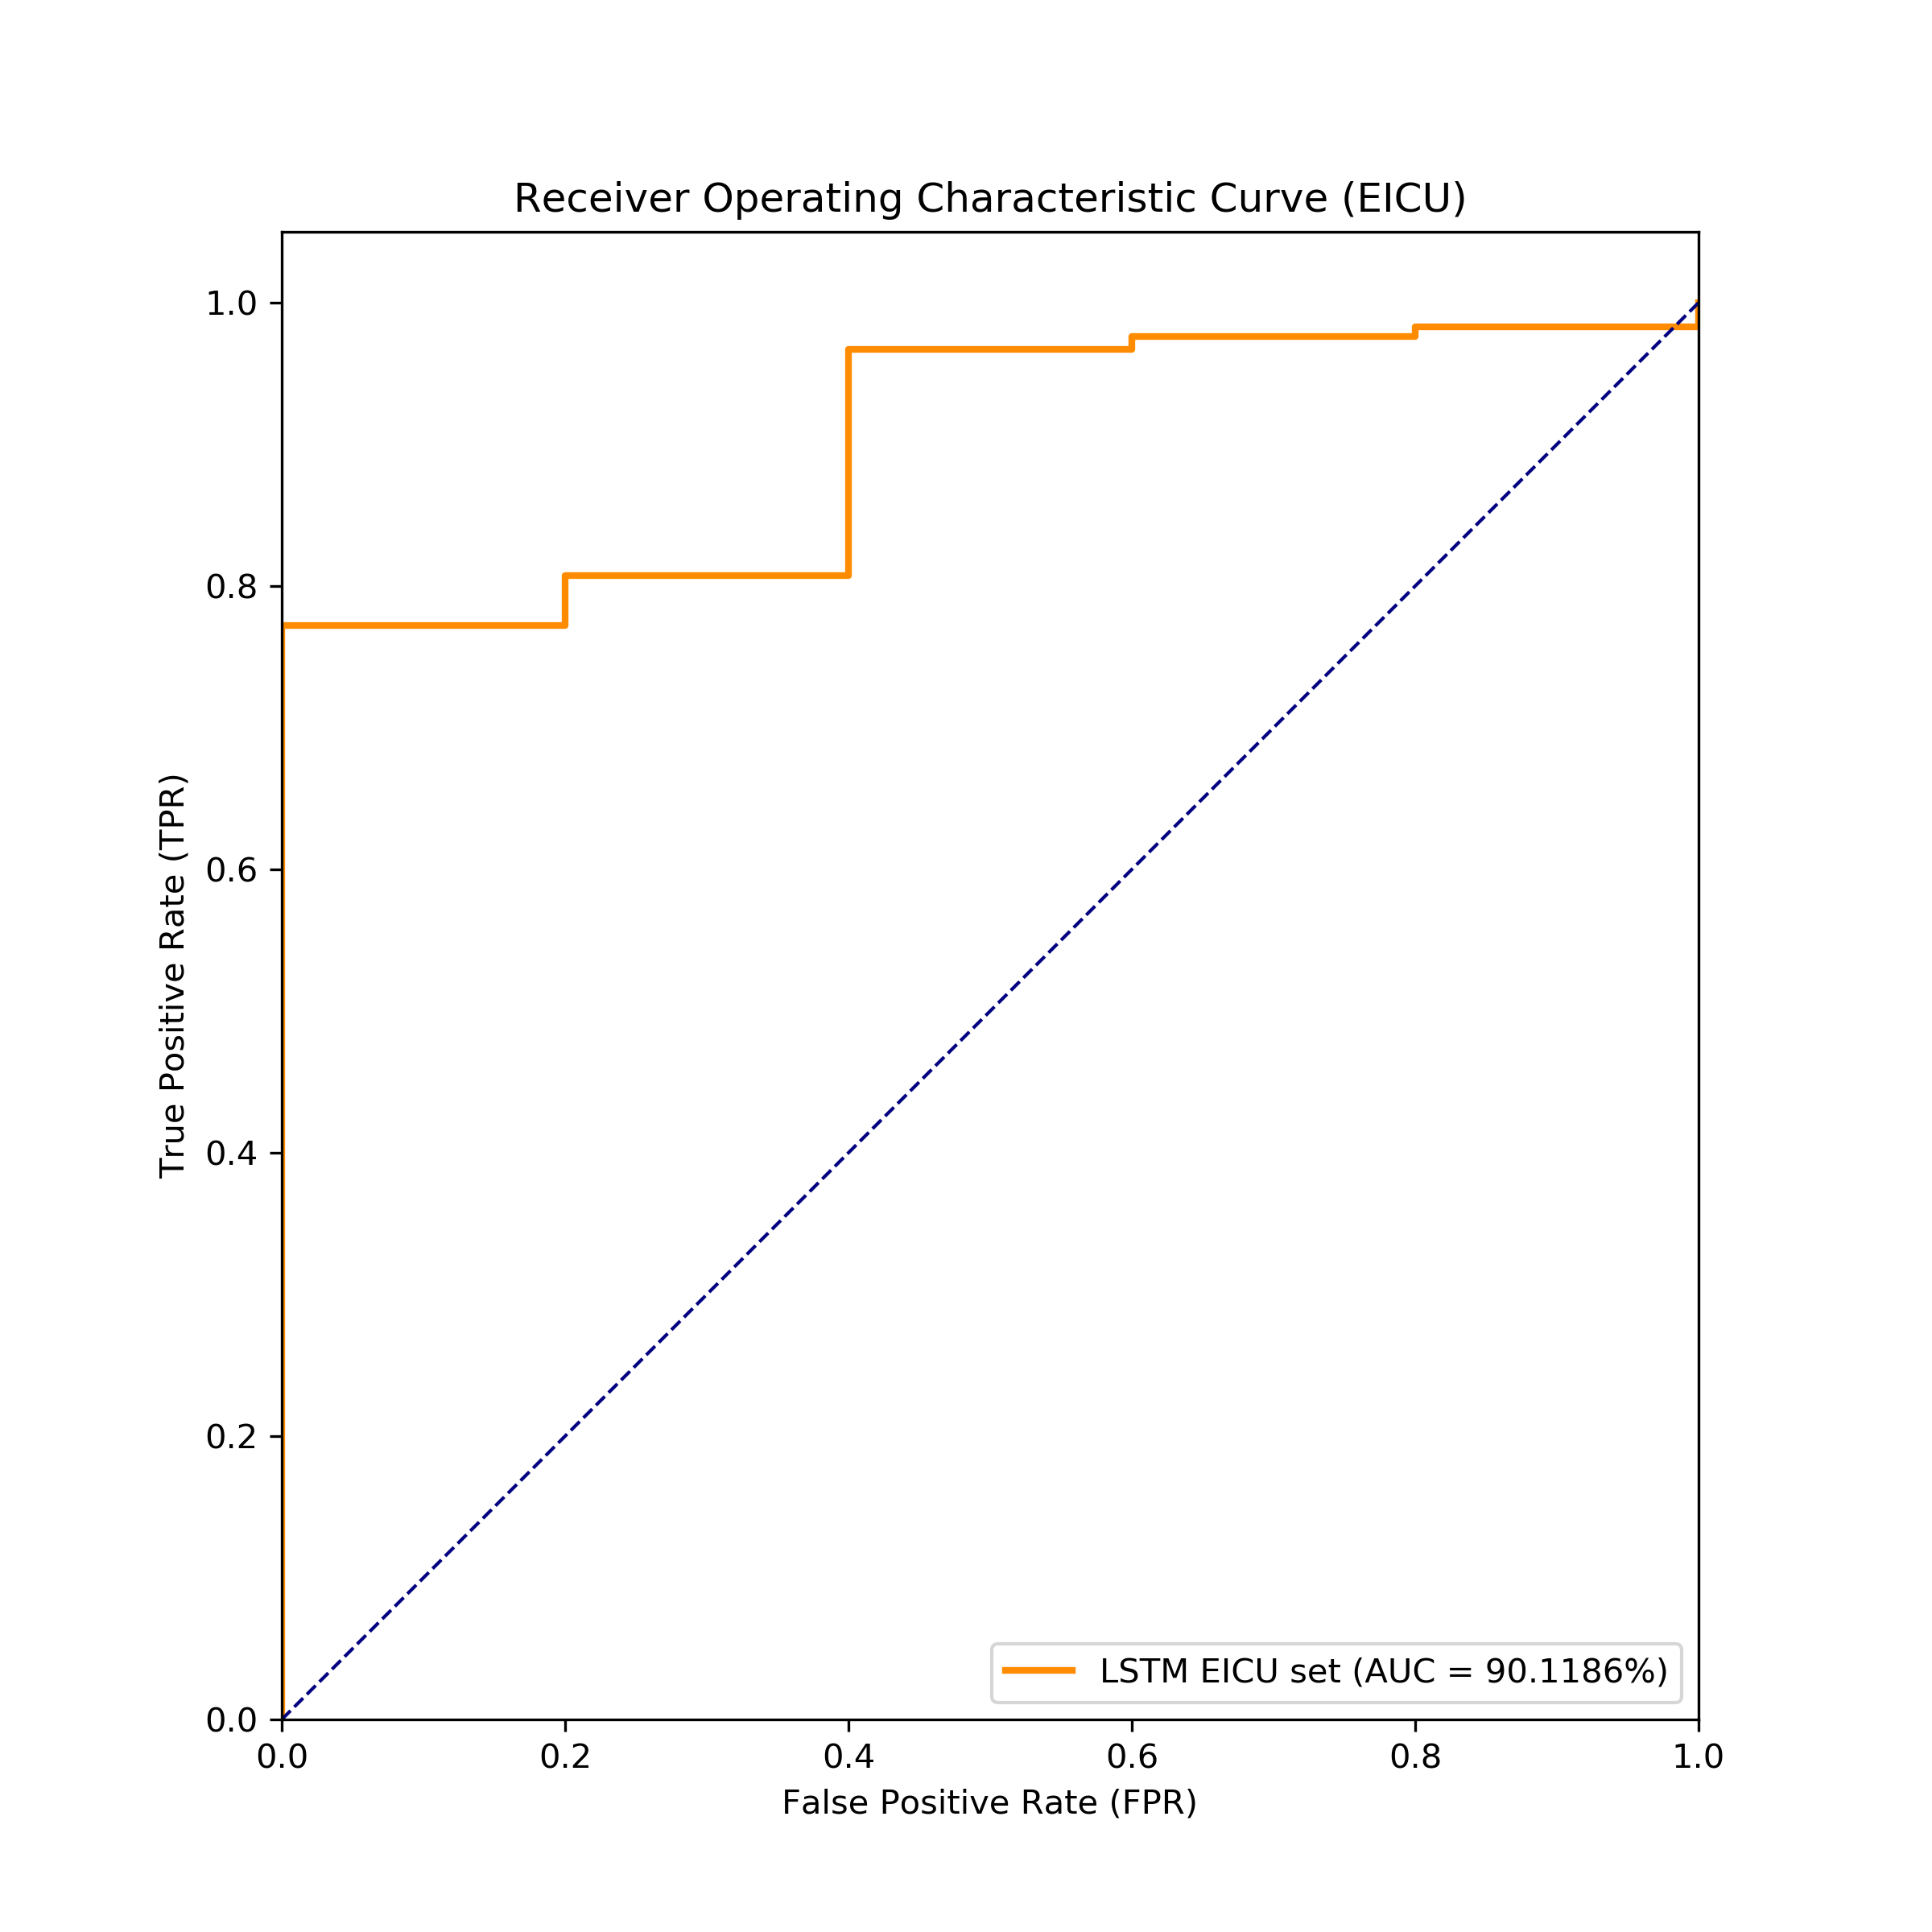 Receiver Operating Characteristic Curve (EICU)
1.0
0.8
0.6
0.4
0.2
0.0
True Positive Rate (TPR)
LSTM EICU set (AUC = 90.1186%)
0.0 0.2 0.4 0.6 0.8 1.0
False Positive Rate (FPR)